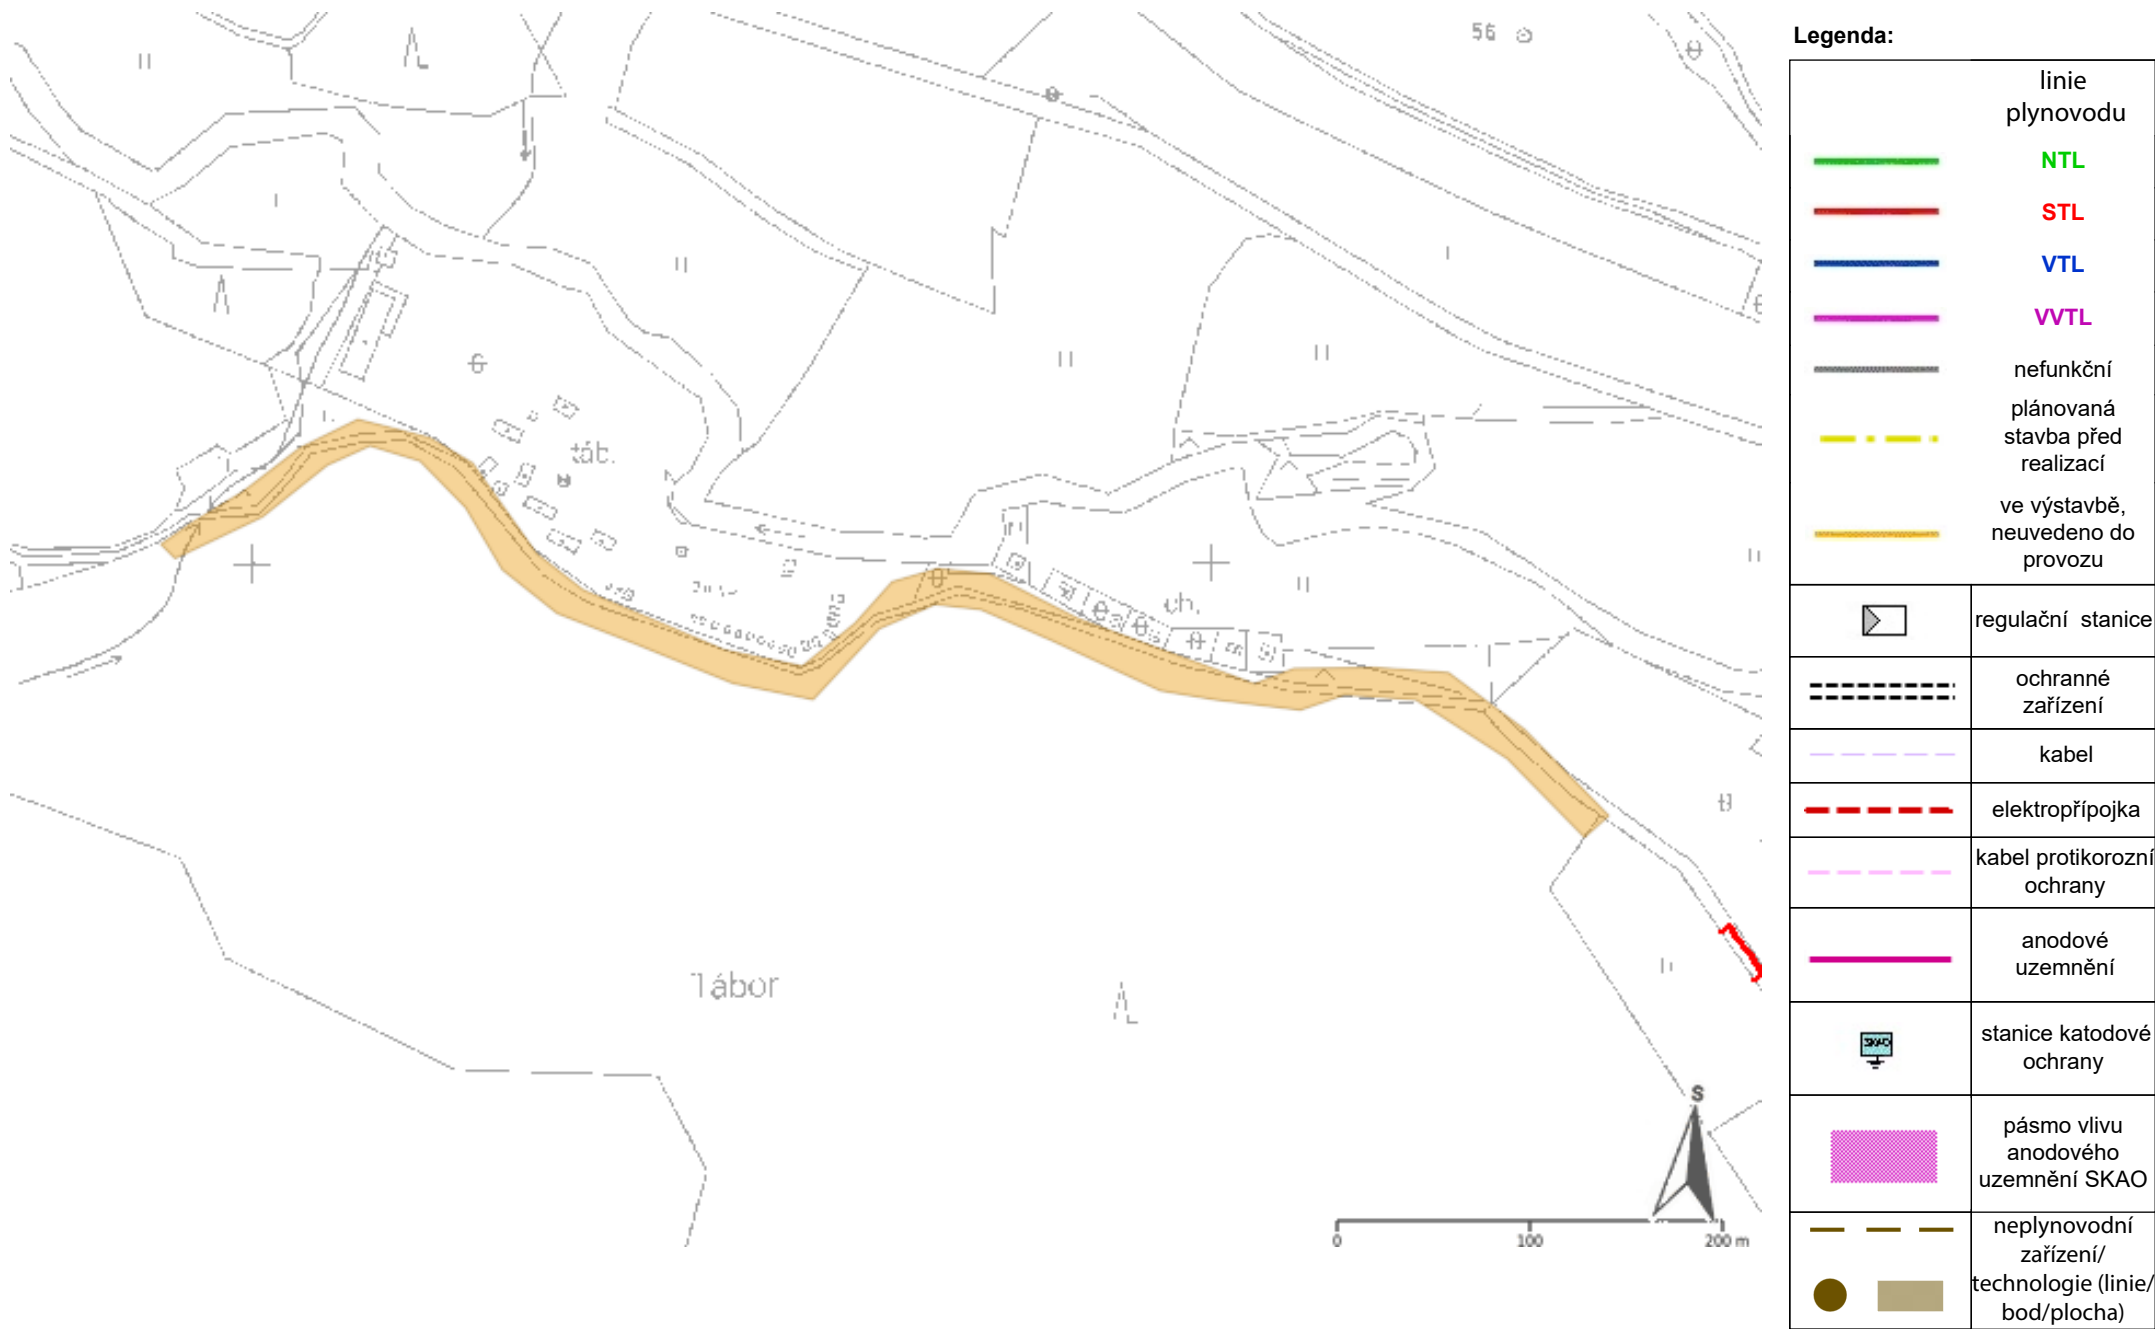 56
táb.
ch.
Tábor
S
0
100
200 m
Legenda:
linie
plynovodu
NTL
STL
VTL
VVTL
nefunkční
plánovaná
stavba před
realizací
ve výstavbě,
neuvedeno do
provozu
regulační stanice
ochranné
zařízení
kabel
elektropřípojka
kabel protikorozní
ochrany
anodové
uzemnění
SKAO
stanice katodové
ochrany
pásmo vlivu
anodového
uzemnění SKAO
neplynovodní
zařízení/
technologie (linie/
bod/plocha)